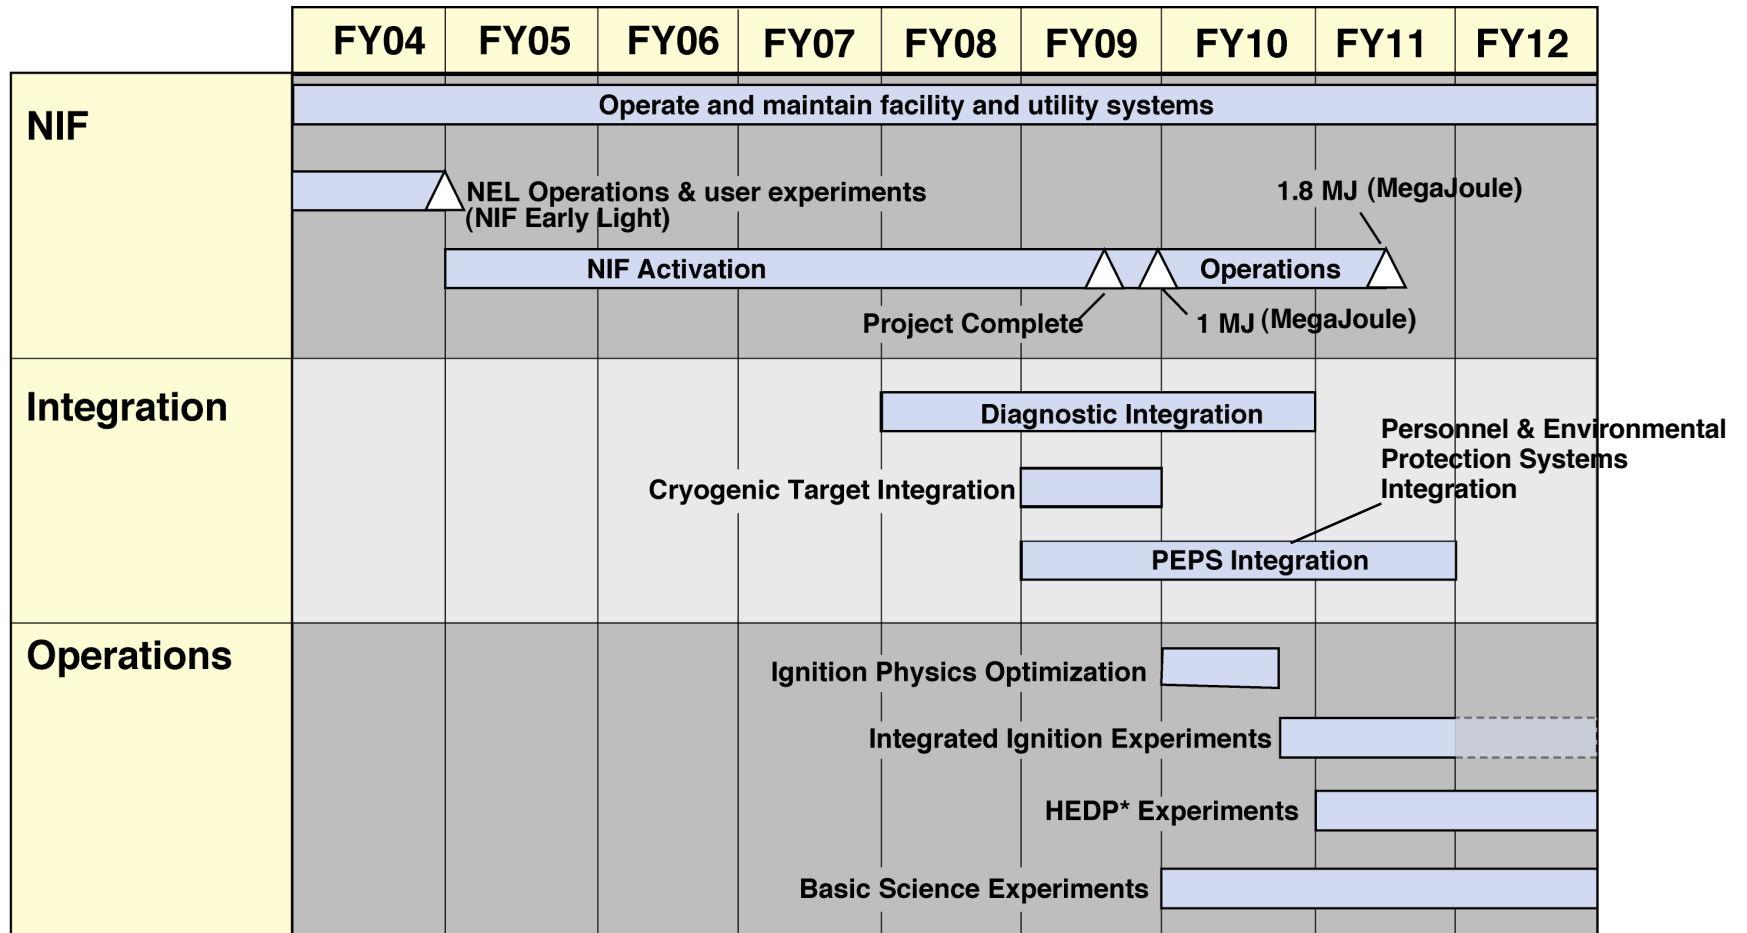 FY04 FY05 FY06 FY07 FY08 FY09 FY10 FY11 FY12
NIF
Operate and maintain facility and utility systems
NEL Operations & user experiments
(NIF Early Light)
1.8 MJ (MegaJoule)
NIF Activation
Operations
Project Complete
1 MJ (MegaJoule)
Integration
Diagnostic Integration
Personnel & Environmental
Protection Systems
Integration
Cryogenic Target Integration
PEPS Integration
Operations
Ignition Physics Optimization
Integrated Ignition Experiments
HEDP* Experiments
Basic Science Experiments